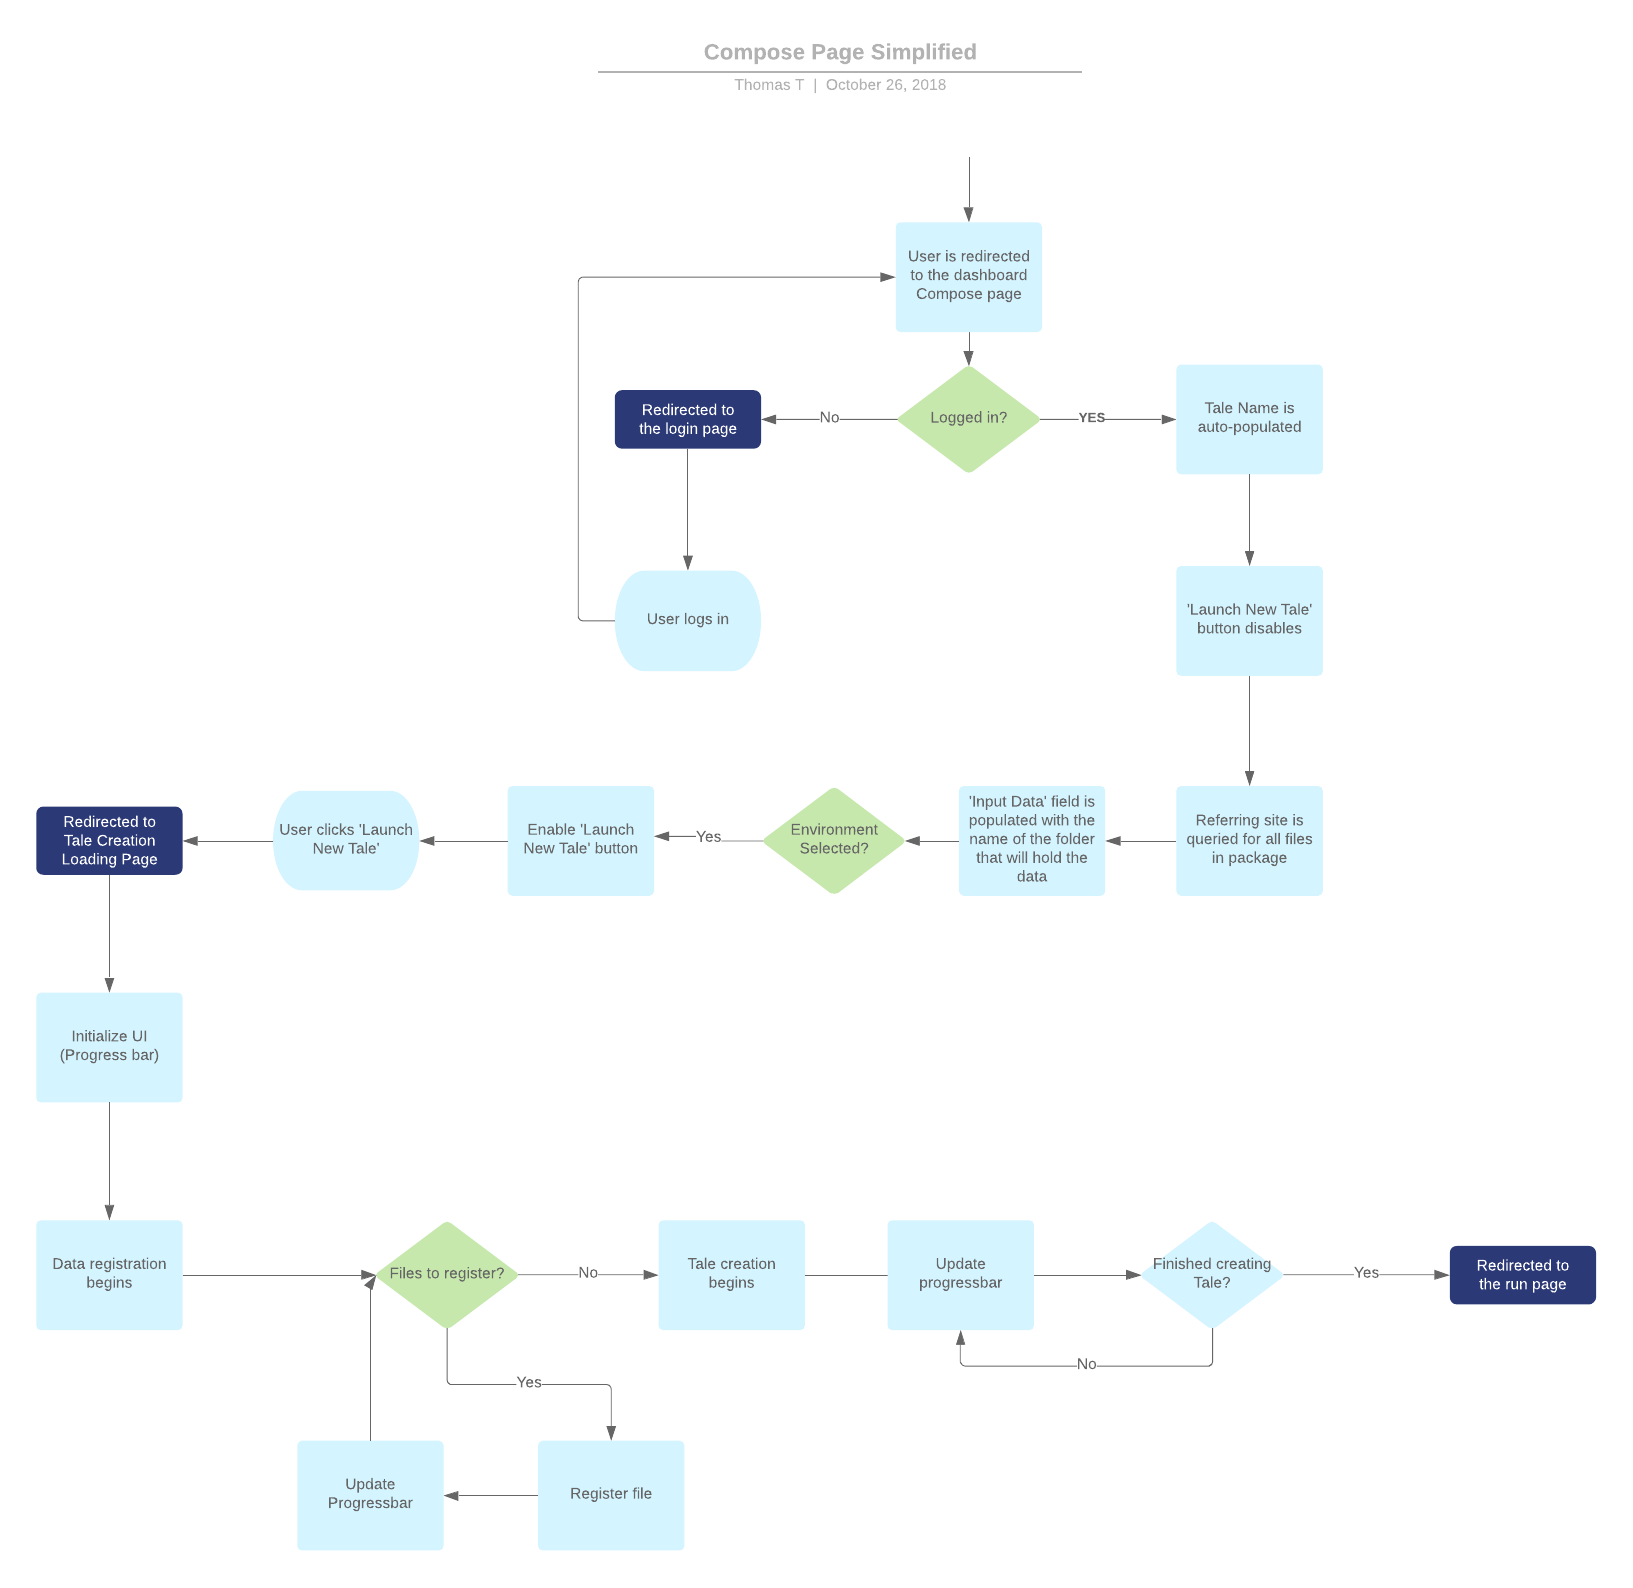 Compose Page Simplified
Thomas T | October 26, 2018
User is redirected
to the dashboard
Compose page
Logged in?
No
YES
Redirected to
the login page
Tale Name is
auto-populated
User logs in
'Launch New Tale'
button disables
Referring site is
queried for all files
in package
'Input Data' field is
populated with the
name of the folder
that will hold the
data
Environment
Selected?
Yes
Enable 'Launch
New Tale' button
User clicks 'Launch
New Tale'
Redirected to
Tale Creation
Loading Page
Initialize UI
(Progress bar)
Data registration
begins
Files to register?
No
Yes
Register file
Update
Progressbar
Tale creation
begins
Update
progressbar
Finished creating
Tale?
No
Yes
Redirected to
the run page